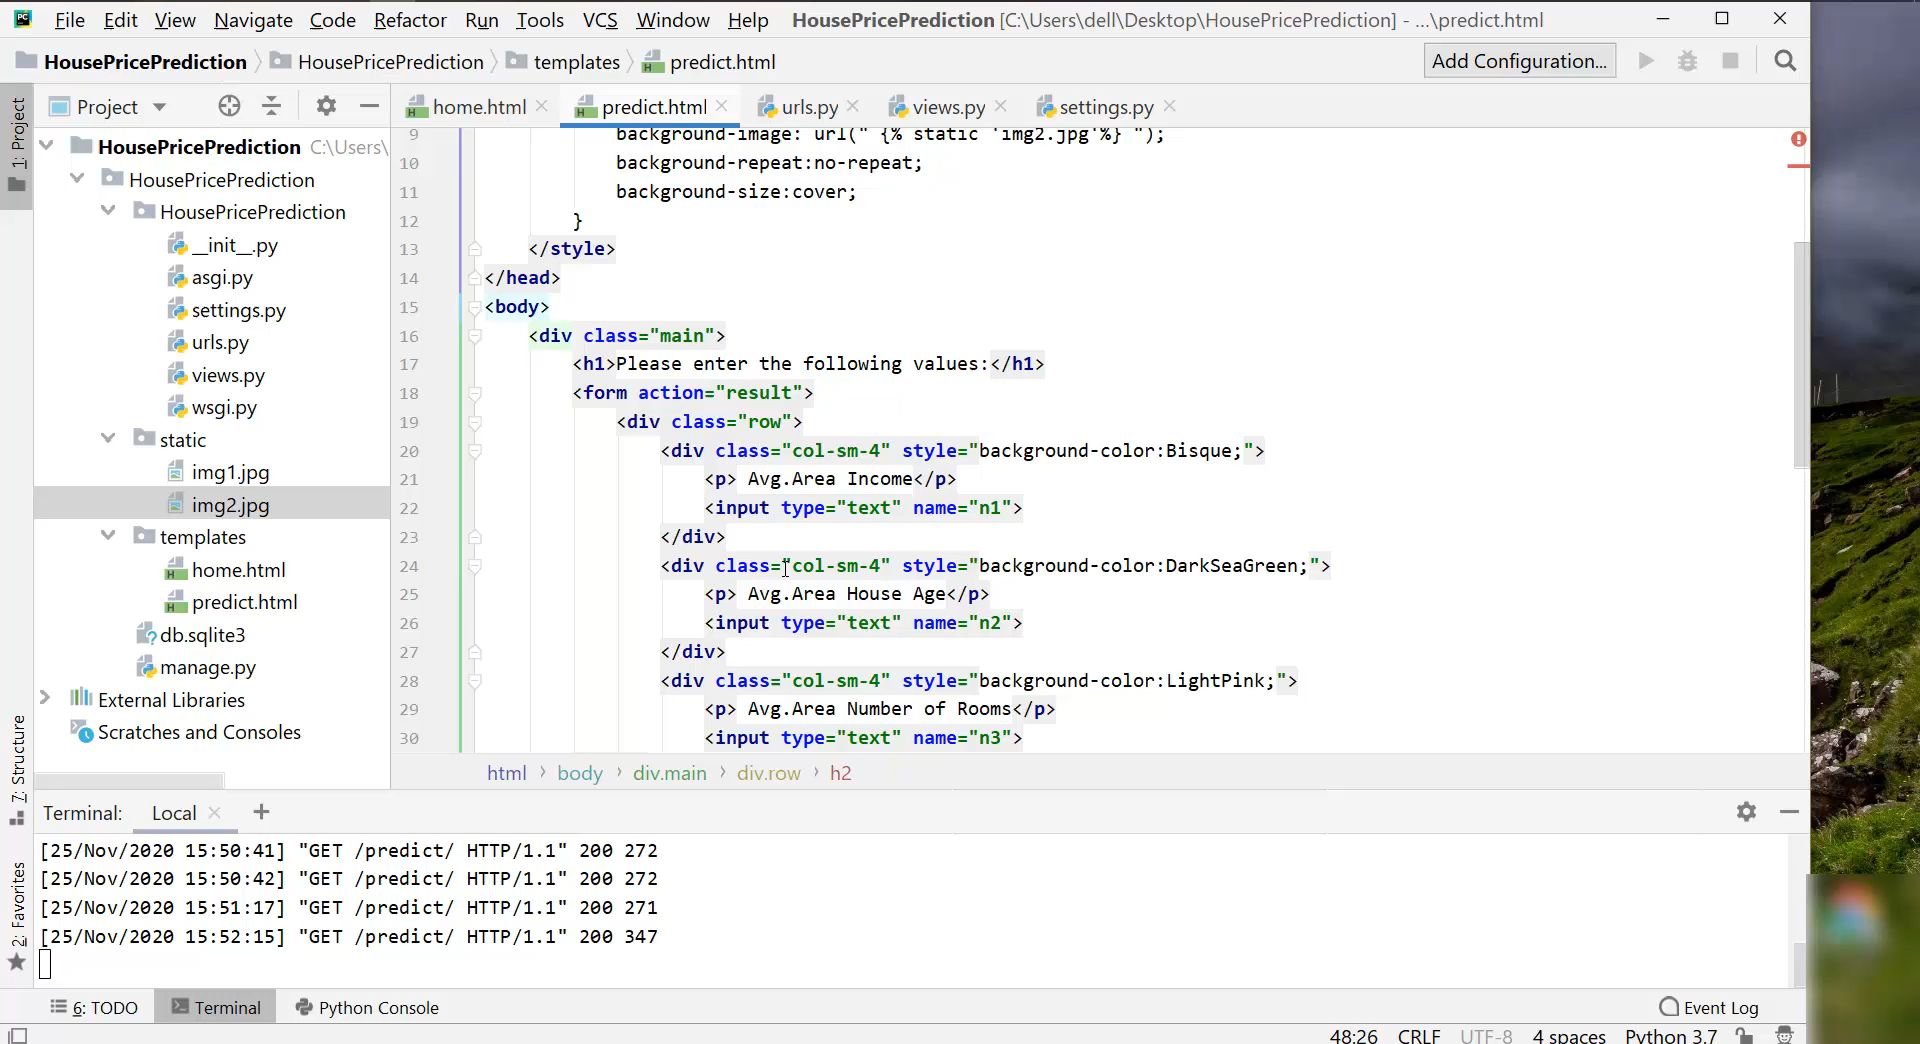 File Edit View Navigate Code Refactor Run Tools VCS Window Help HousePricePrediction [C:\Users\dell\Desktop\HousePricePrediction] - ...\predict.html
HousePricePrediction HousePricePrediction templates predict.html Add Configuration...
1: Project
Project
home.html predict.html urls.py views.py settings.py
HousePricePrediction C:\Users\
HousePricePrediction
HousePricePrediction
__init__.py
asgi.py
settings.py
urls.py
views.py
wsgi.py
static
img1.jpg
img2.jpg
templates
home.html
predict.html
db.sqlite3
manage.py
External Libraries
Scratches and Consoles
9 background-image: url(" {% static 'img2.jpg'%} ");
10 background-repeat:no-repeat;
11 background-size:cover;
12 }
13 </style>
14 </head>
15 <body>
16 <div class="main">
17 <h1>Please enter the following values:</h1>
18 <form action="result">
19 <div class="row">
20 <div class="col-sm-4" style="background-color:Bisque;">
21 <p> Avg.Area Income</p>
22 <input type="text" name="n1">
23 </div>
24 <div class="col-sm-4" style="background-color:DarkSeaGreen;">
25 <p> Avg.Area House Age</p>
26 <input type="text" name="n2">
27 </div>
28 <div class="col-sm-4" style="background-color:LightPink;">
29 <p> Avg.Area Number of Rooms</p>
30 <input type="text" name="n3">
html body div.main div.row h2
7: Structure
2: Favorites
Terminal: Local
[25/Nov/2020 15:50:41] "GET /predict/ HTTP/1.1" 200 272
[25/Nov/2020 15:50:42] "GET /predict/ HTTP/1.1" 200 272
[25/Nov/2020 15:51:17] "GET /predict/ HTTP/1.1" 200 271
[25/Nov/2020 15:52:15] "GET /predict/ HTTP/1.1" 200 347
6: TODO Terminal Python Console Event Log
48:26 CRLF UTF-8 4 spaces Python 3.7